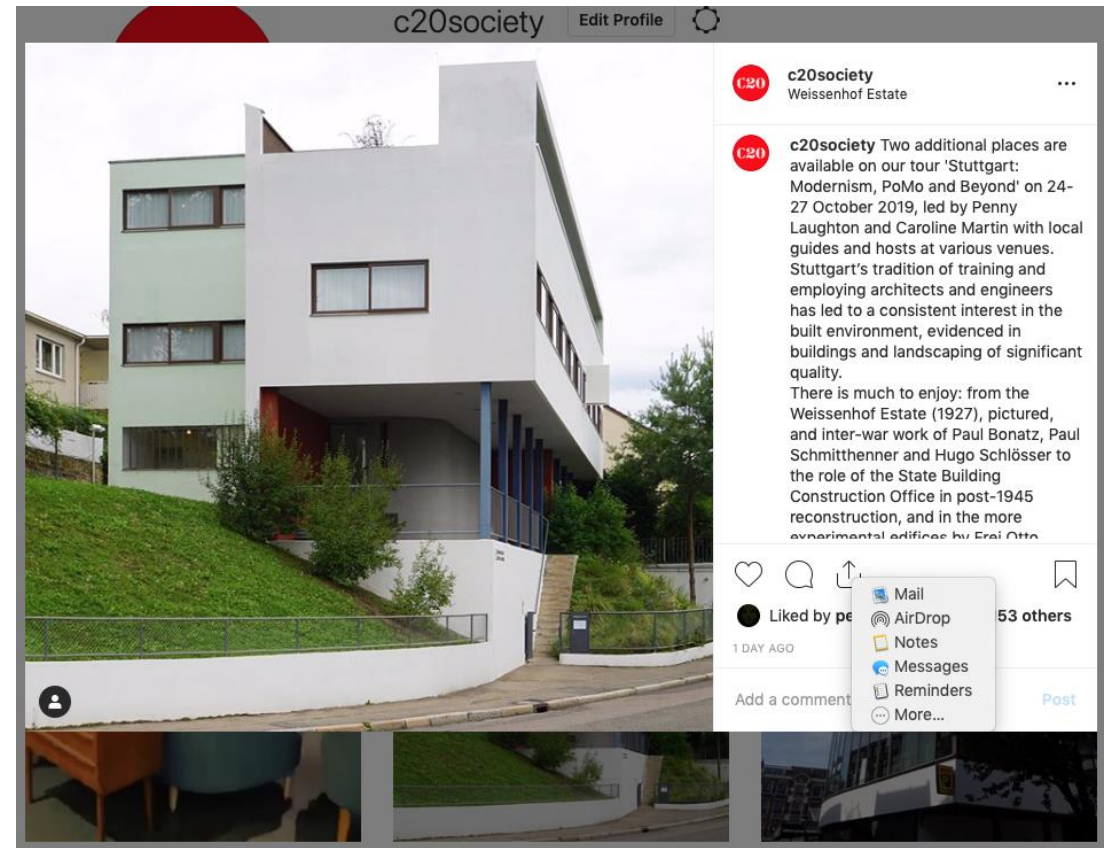 c20society Edit Profile
C20
c20society
Weissenhof Estate
C20
c20society Two additional places are
available on our tour 'Stuttgart:
Modernism, PoMo and Beyond' on 24-
27 October 2019, led by Penny
Laughton and Caroline Martin with local
guides and hosts at various venues.
Stuttgart's tradition of training and
employing architects and engineers
has led to a consistent interest in the
built environment, evidenced in
buildings and landscaping of significant
quality.
There is much to enjoy: from the
Weissenhof Estate (1927), pictured,
and inter-war work of Paul Bonatz, Paul
Schmitthenner and Hugo Schlösser to
the role of the State Building
Construction Office in post-1945
reconstruction, and in the more
experimental edifices by Frei Otto
Liked by pe 53 others
1 DAY AGO
Add a comment Post
Mail
AirDrop
Notes
Messages
Reminders
More...